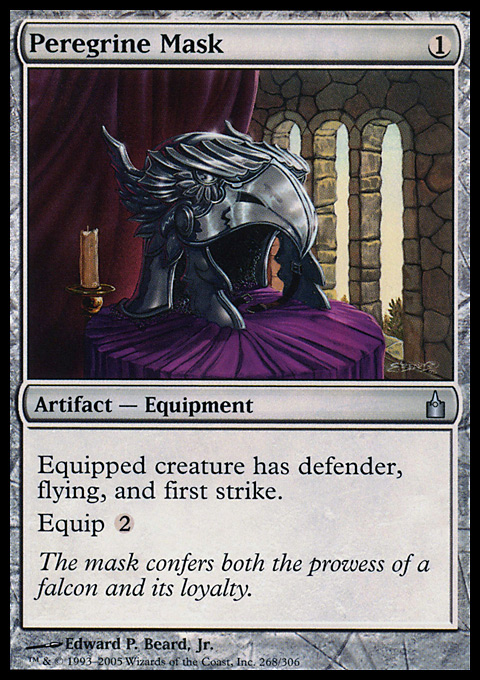 Peregrine Mask 1
Artifact — Equipment
Equipped creature has defender,
flying, and first strike.
Equip 2
The mask confers both the prowess of a
falcon and its loyalty.
Edward P. Beard, Jr.
™ & © 1993–2005 Wizards of the Coast, Inc. 268/306